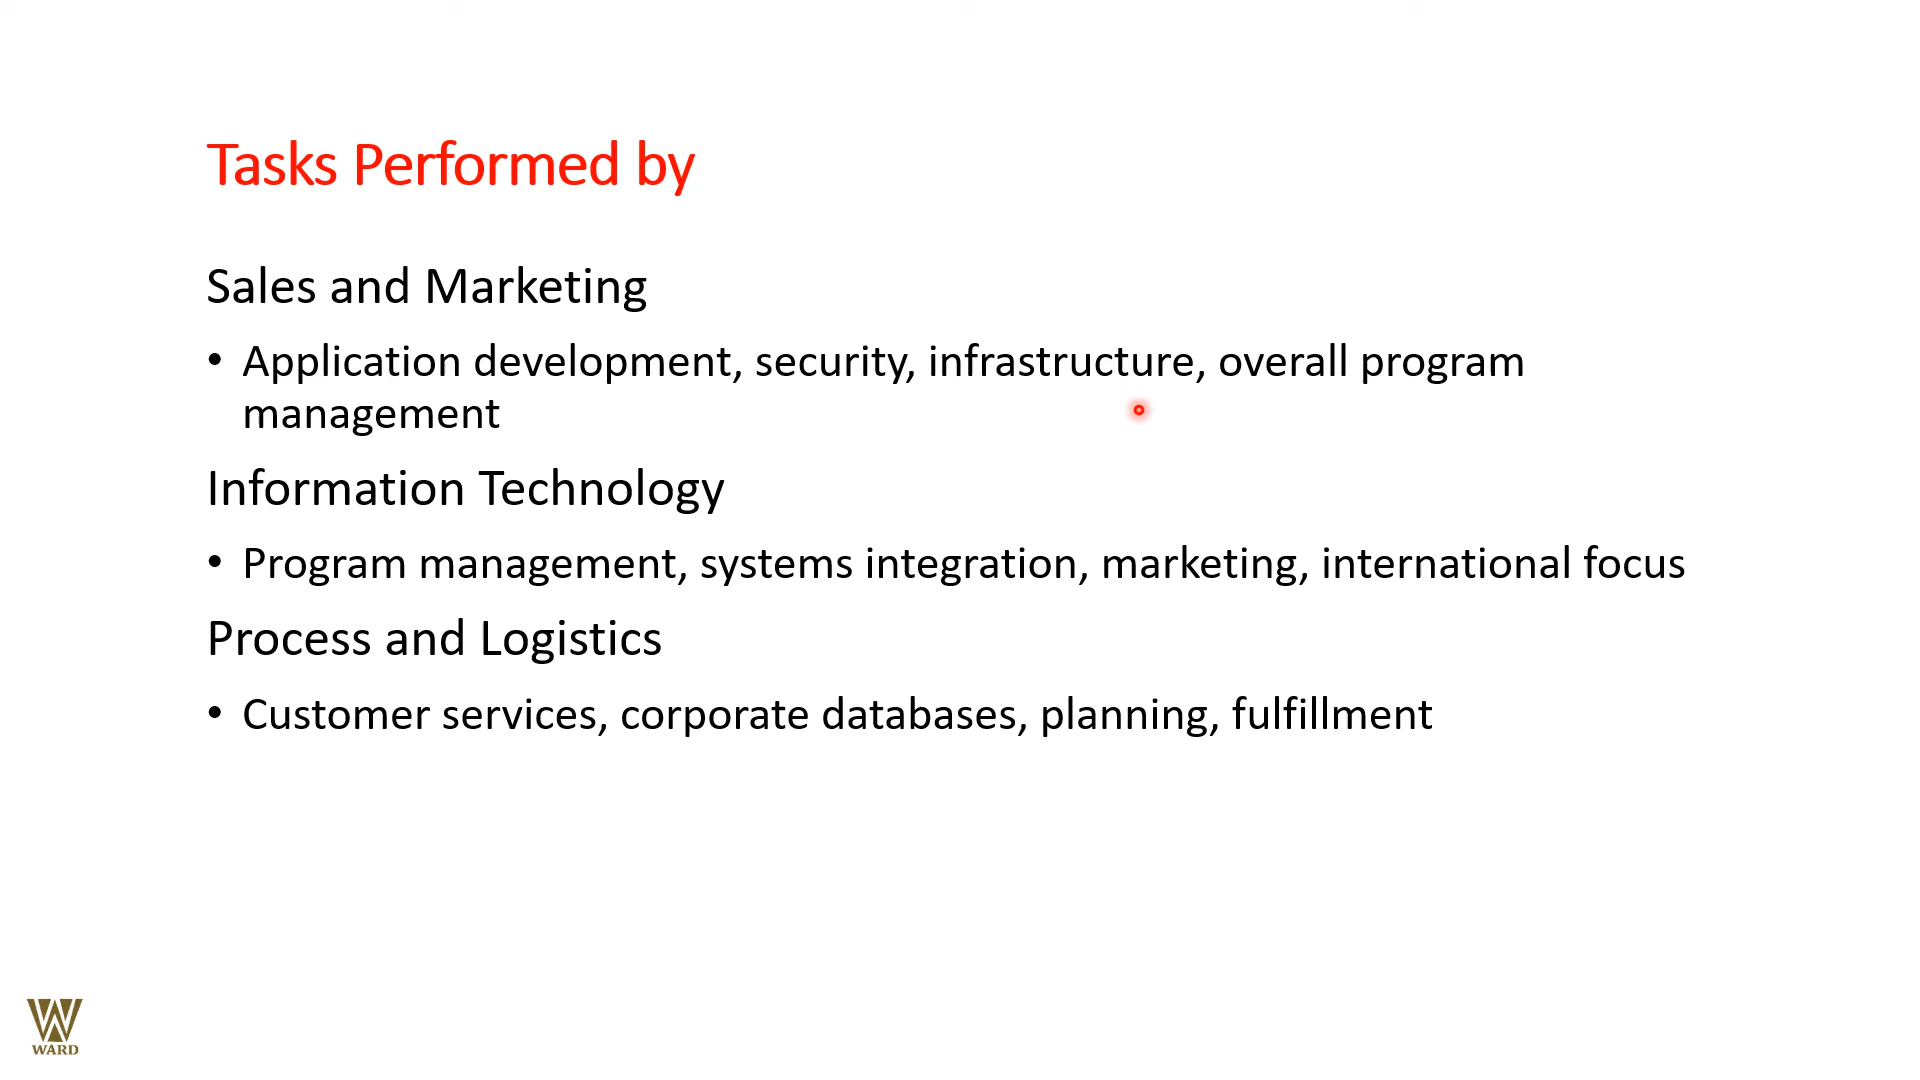 Tasks Performed by
Sales and Marketing
• Application development, security, infrastructure, overall program
management
Information Technology
• Program management, systems integration, marketing, international focus
Process and Logistics
• Customer services, corporate databases, planning, fulfillment
WARD